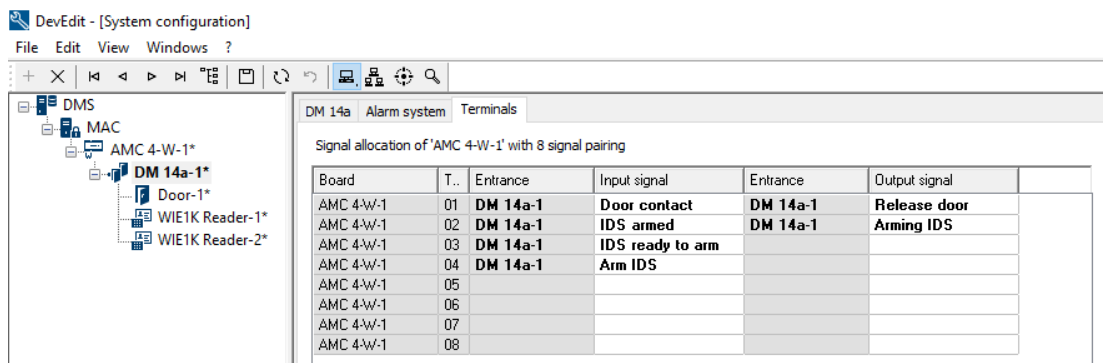 DevEdit - [System configuration]
File Edit View Windows ?
DMS
MAC
AMC 4-W-1*
DM 14a-1*
Door-1*
WIE1K Reader-1*
WIE1K Reader-2*
DM 14a Alarm system Terminals
Signal allocation of 'AMC 4-W-1' with 8 signal pairing
Board T.. Entrance Input signal Entrance Output signal
AMC 4-W-1 01 DM 14a-1 Door contact DM 14a-1 Release door
AMC 4-W-1 02 DM 14a-1 IDS armed DM 14a-1 Arming IDS
AMC 4-W-1 03 DM 14a-1 IDS ready to arm
AMC 4-W-1 04 DM 14a-1 Arm IDS
AMC 4-W-1 05
AMC 4-W-1 06
AMC 4-W-1 07
AMC 4-W-1 08